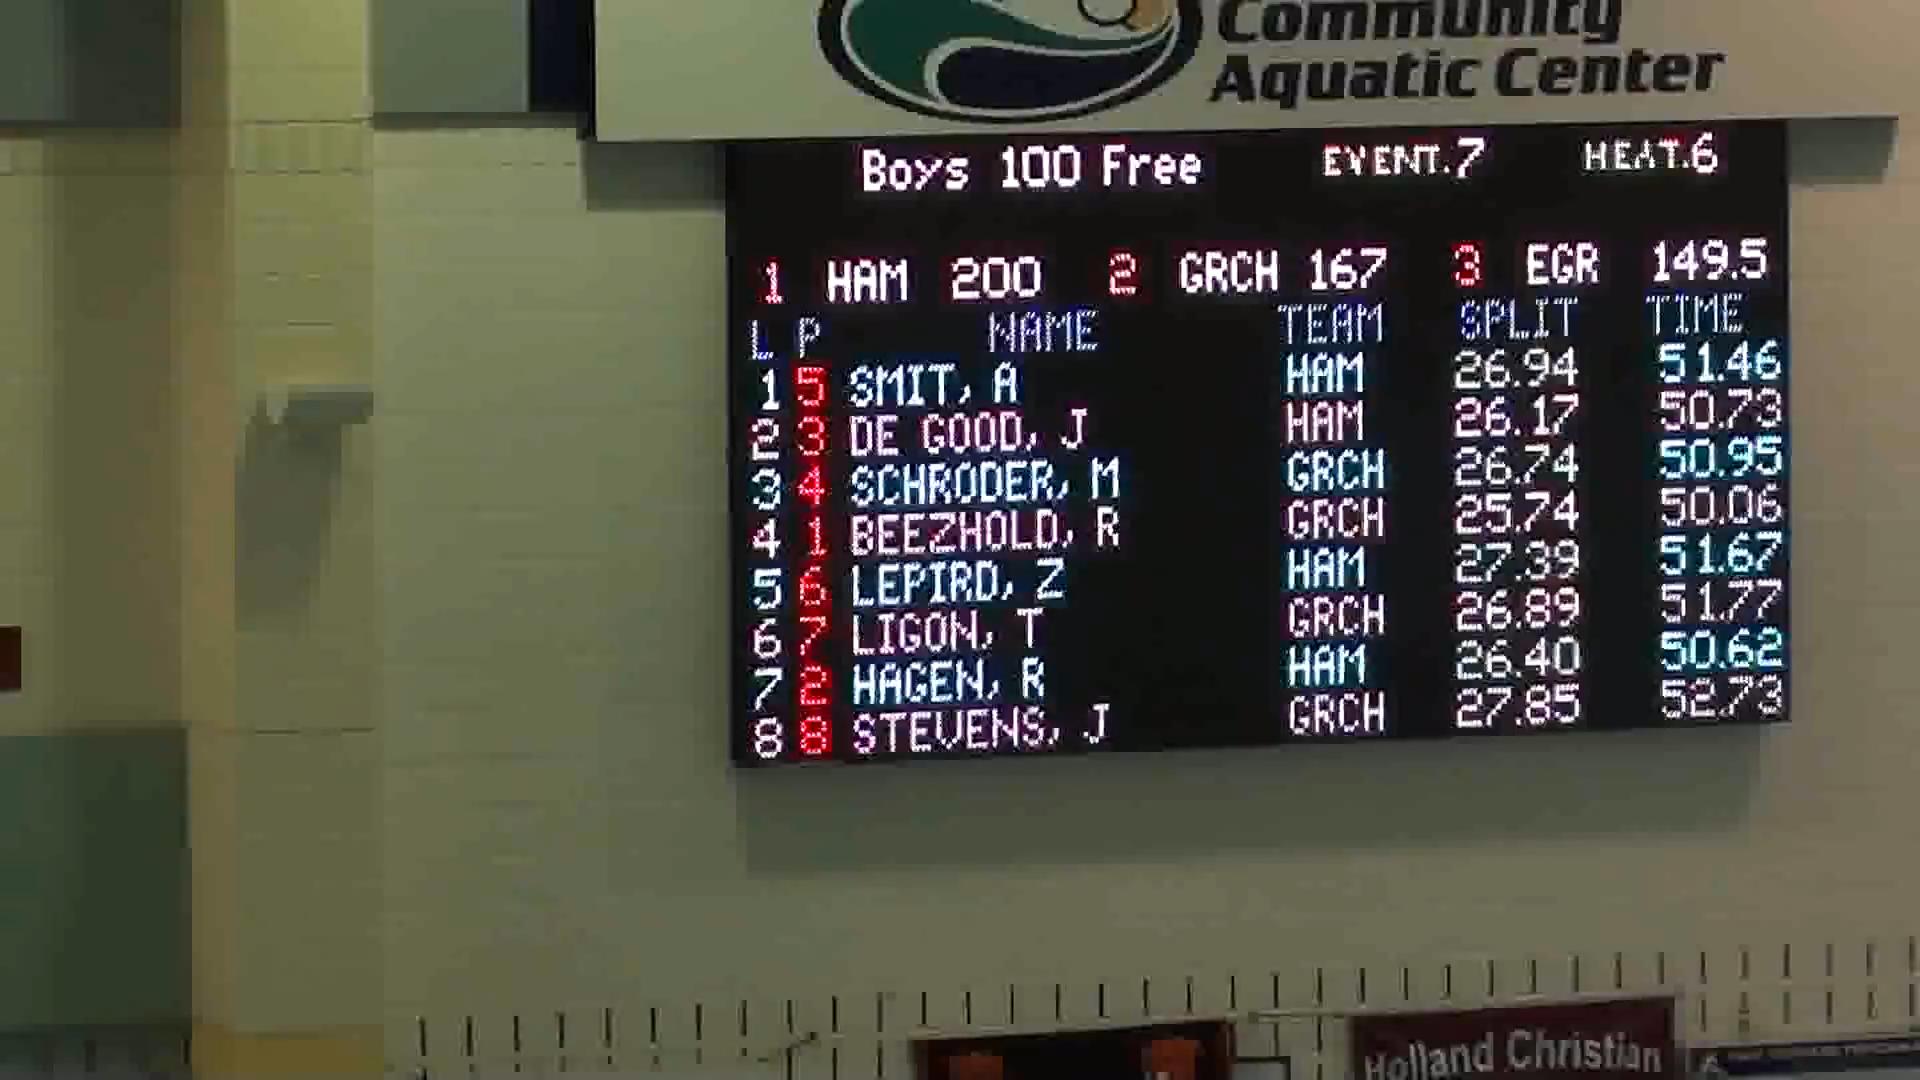 Community
Aquatic Center
Boys 100 Free EVENT.7 HEAT.6
1 HAM 200 2 GRCH 167 3 EGR 149.5
L P NAME TEAM SPLIT TIME
1 5 SMIT, A HAM 26.94 51.46
2 3 DE GOOD, J HAM 26.17 50.73
3 4 SCHRODER, M GRCH 26.74 50.95
4 1 BEEZHOLD, R GRCH 25.74 50.06
5 6 LEPIRD, Z HAM 27.39 51.67
6 7 LIGON, T GRCH 26.89 51.77
7 2 HAGEN, R HAM 26.40 50.62
8 8 STEVENS, J GRCH 27.85 52.73
Holland Christian